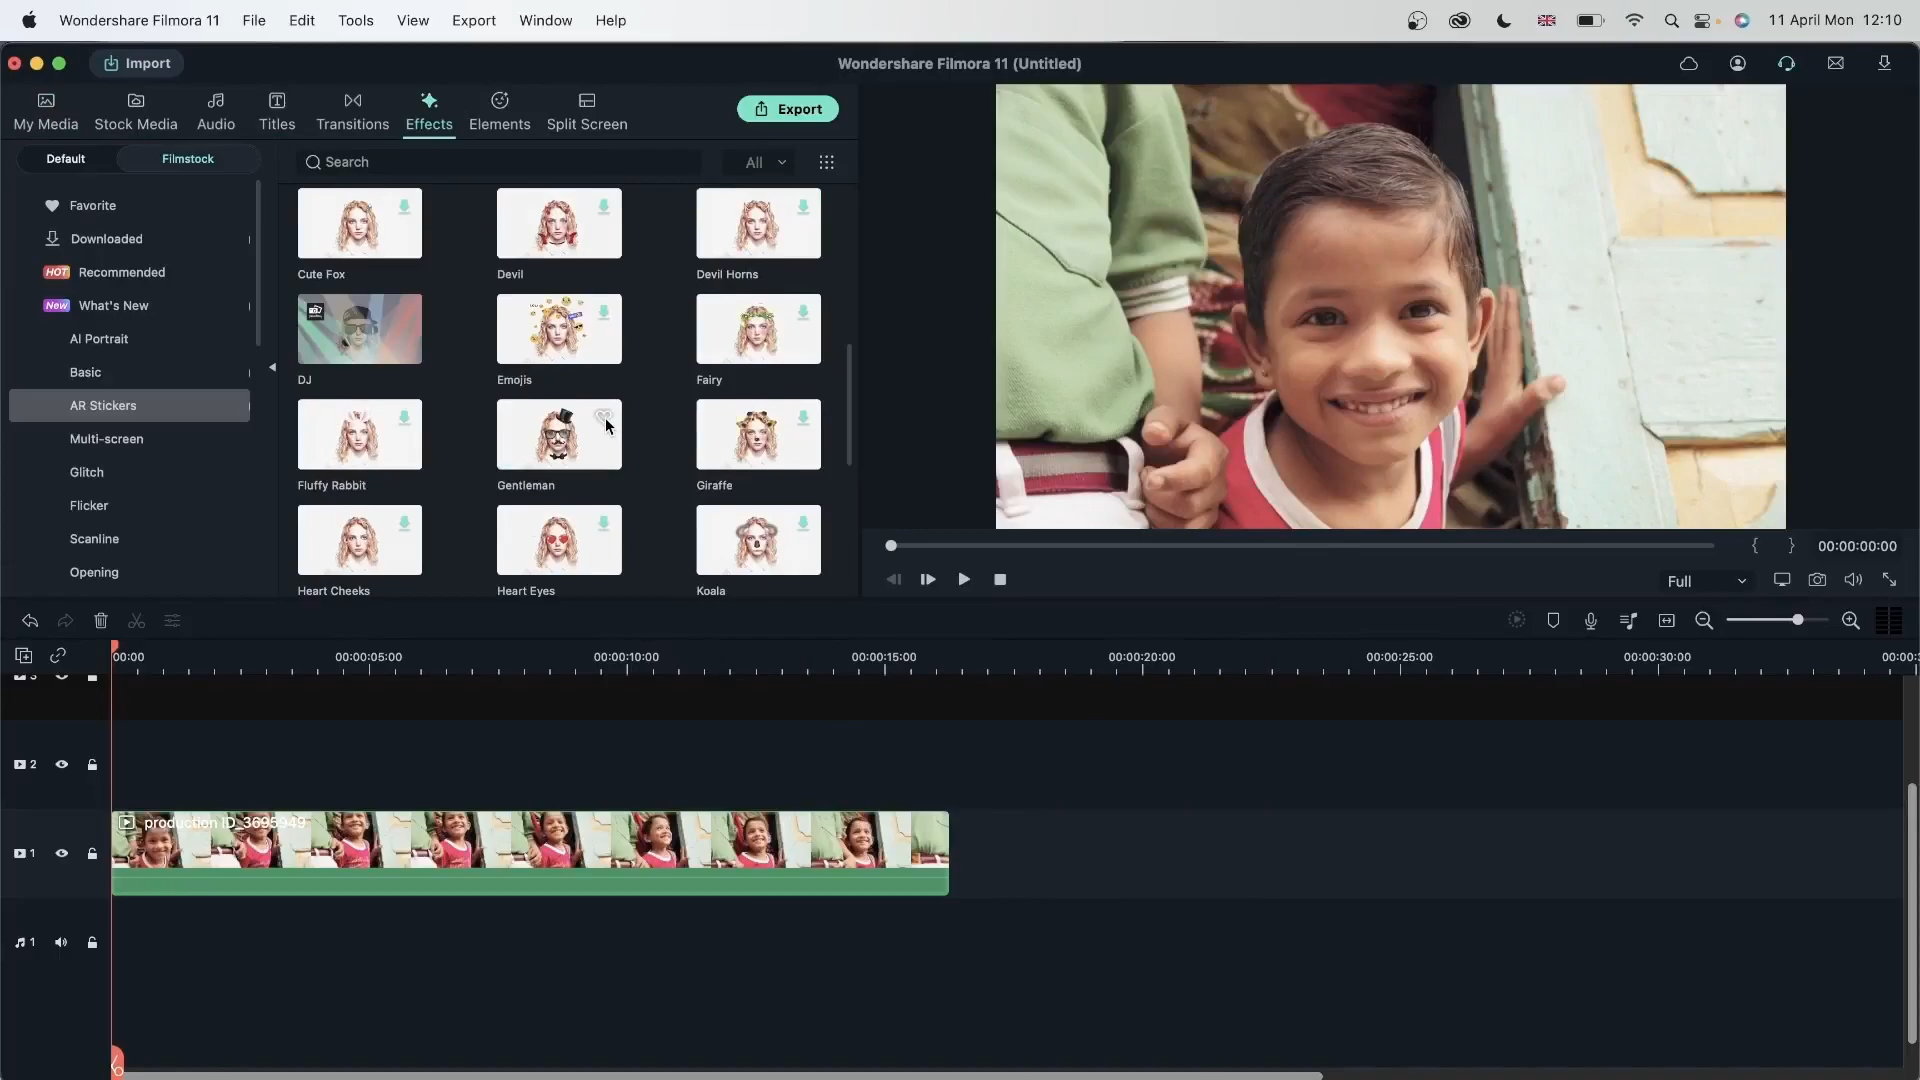 Wondershare Filmora 11 File Edit Tools View Export Window Help 11 April Mon 12:10
Import Wondershare Filmora 11 (Untitled)
My Media Stock Media Audio Titles Transitions Effects Elements Split Screen Export
Default Filmstock Search All
Favorite
Downloaded
HOT Recommended
New What's New
AI Portrait
Basic
AR Stickers
Multi-screen
Glitch
Flicker
Scanline
Opening
Cute Fox Devil Devil Horns
DJ Emojis Fairy
Fluffy Rabbit Gentleman Giraffe
Heart Cheeks Heart Eyes Koala
{ } 00:00:00:00
Full
00:00 00:00:05:00 00:00:10:00 00:00:15:00 00:00:20:00 00:00:25:00 00:00:30:00 00:00:
3
2
production ID_3695949
1
1